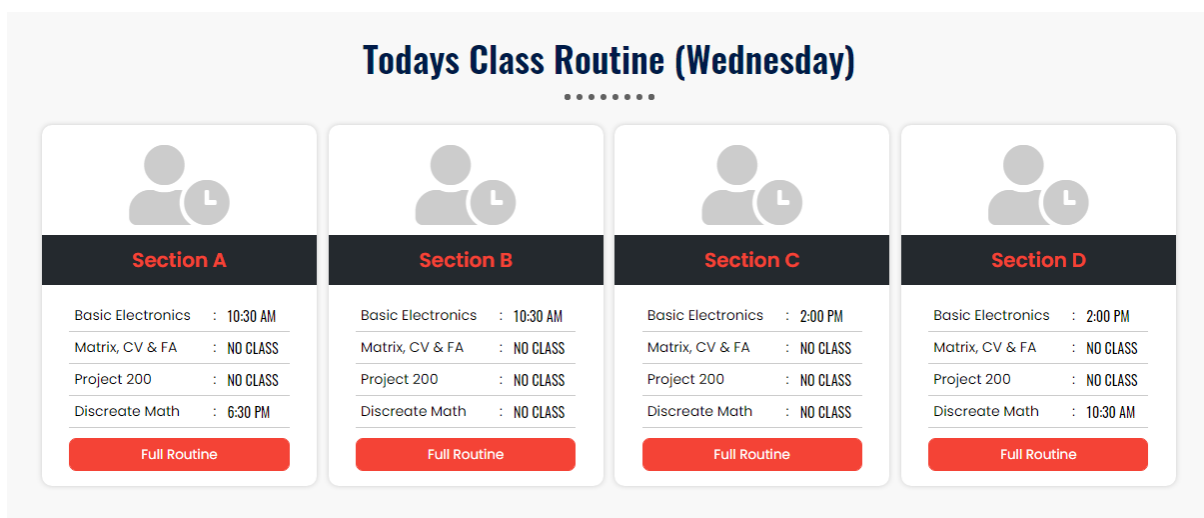 Todays Class Routine (Wednesday)
Section A
Basic Electronics : 10:30 AM
Matrix, CV & FA : NO CLASS
Project 200 : NO CLASS
Discreate Math : 6:30 PM
Full Routine
Section B
Basic Electronics : 10:30 AM
Matrix, CV & FA : NO CLASS
Project 200 : NO CLASS
Discreate Math : NO CLASS
Full Routine
Section C
Basic Electronics : 2:00 PM
Matrix, CV & FA : NO CLASS
Project 200 : NO CLASS
Discreate Math : NO CLASS
Full Routine
Section D
Basic Electronics : 2:00 PM
Matrix, CV & FA : NO CLASS
Project 200 : NO CLASS
Discreate Math : 10:30 AM
Full Routine